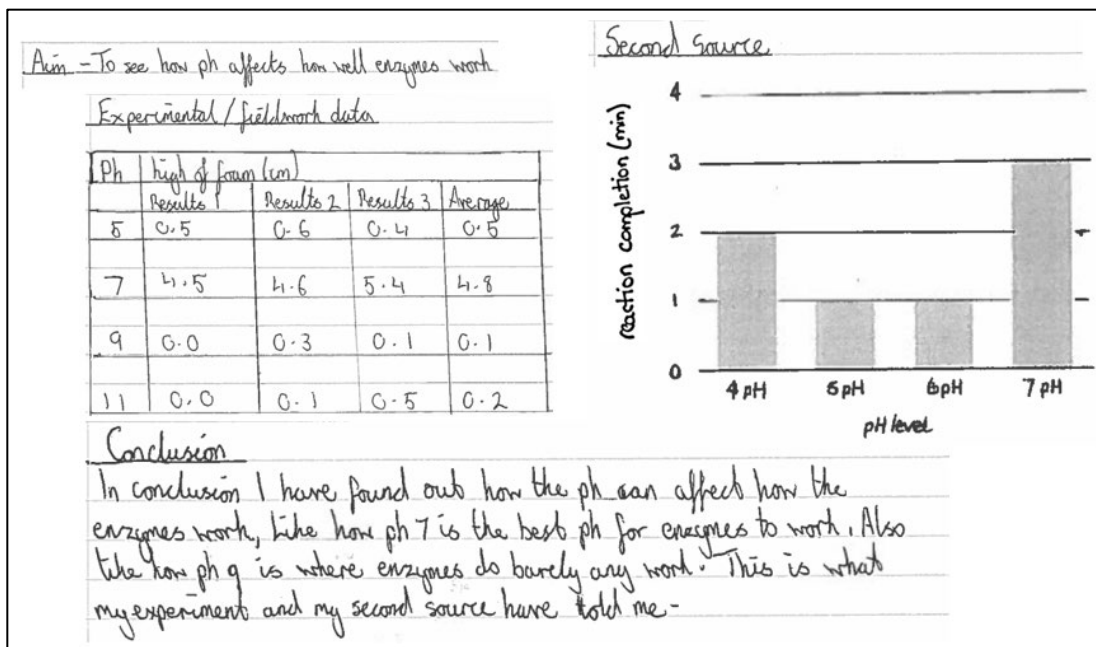 Aim - To see how ph affects how well enzymes work
Experimental / fieldwork data
Ph high of foam (cm)
Results 1 Results 2 Results 3 Average
5 0.5 0.6 0.4 0.5
7 4.5 4.6 5.4 4.8
9 0.0 0.3 0.1 0.1
11 0.0 0.1 0.5 0.2
Second Source
reaction completion (min)
4
3
2
1
0
4 pH 5 pH 6 pH 7 pH
pH level
Conclusion
In conclusion I have found out how the ph can affect how the
enzymes work, like how ph 7 is the best ph for enzymes to work. Also
like how ph 9 is where enzymes do barely any work. This is what
my experiment and my second source have told me-